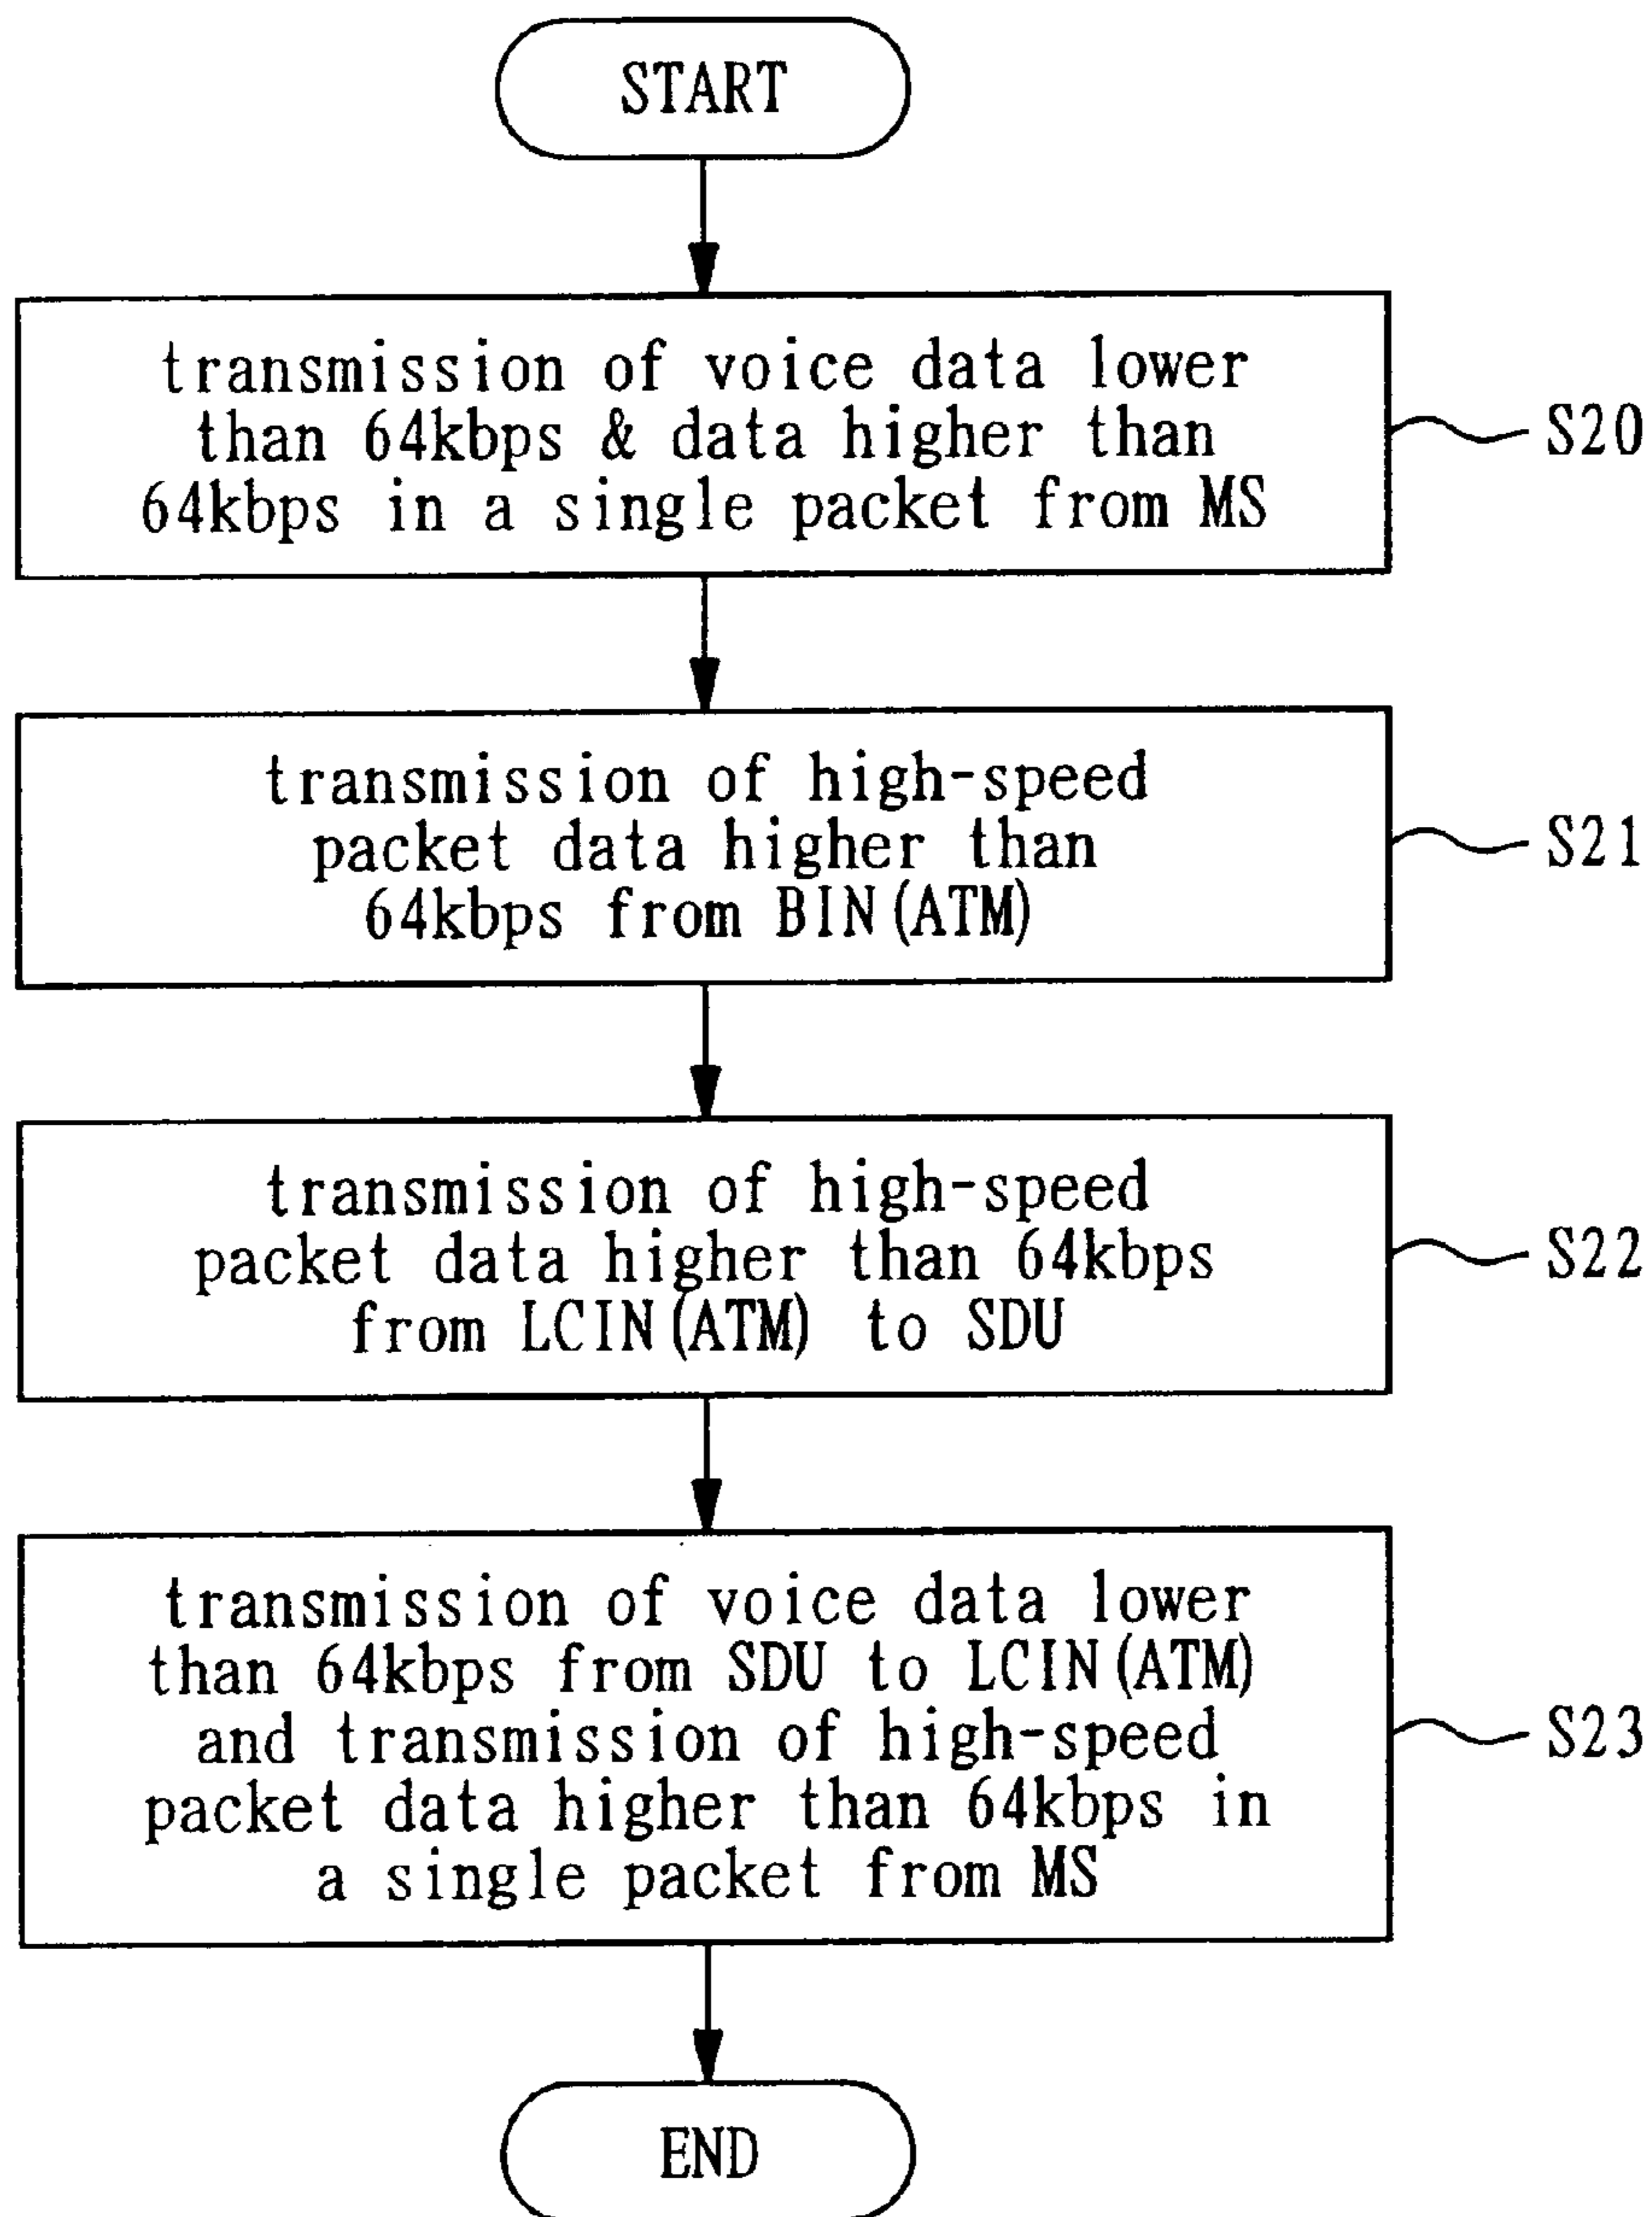 START
transmission of voice data lower
than 64kbps & data higher than
64kbps in a single packet from MS
S20
transmission of high-speed
packet data higher than
64kbps from BIN(ATM)
S21
transmission of high-speed
packet data higher than 64kbps
from LCIN(ATM) to SDU
S22
transmission of voice data lower
than 64kbps from SDU to LCIN(ATM)
and transmission of high-speed
packet data higher than 64kbps in
a single packet from MS
S23
END